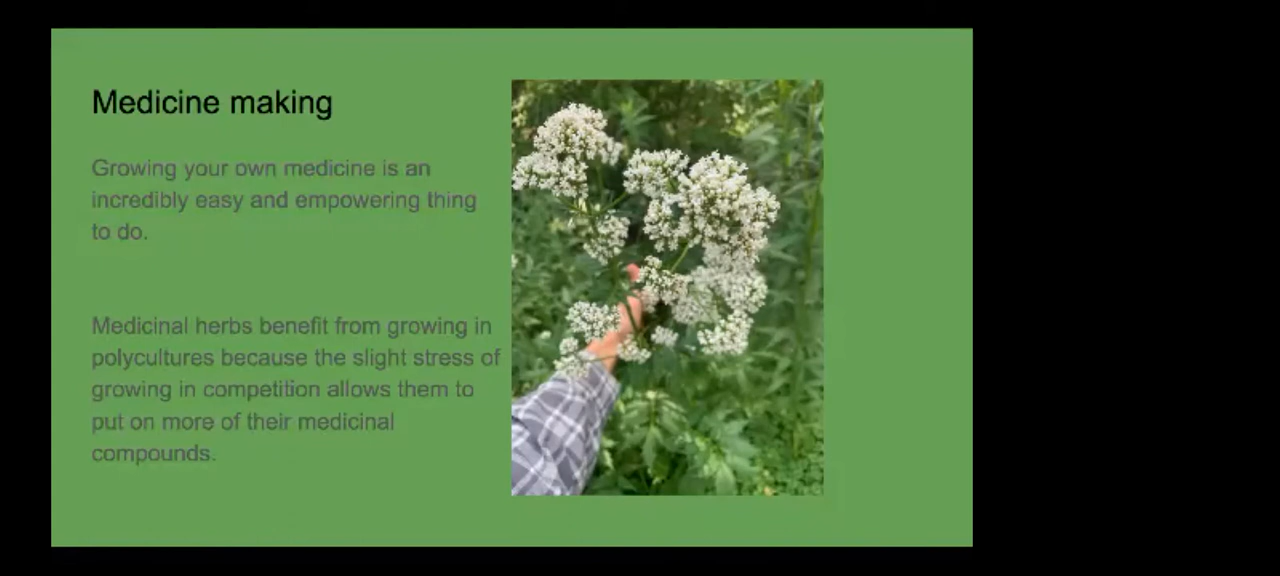 Medicine making
Growing your own medicine is an
incredibly easy and empowering thing
to do.
Medicinal herbs benefit from growing in
polycultures because the slight stress of
growing in competition allows them to
put on more of their medicinal
compounds.